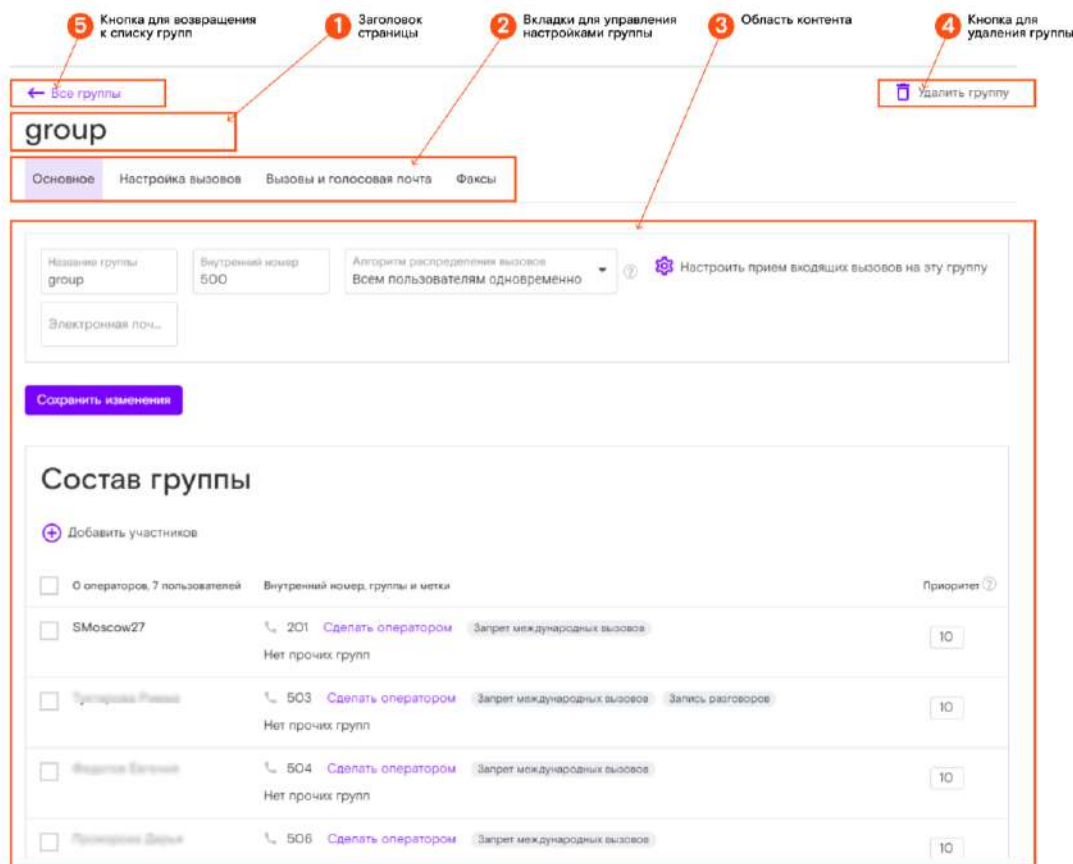 5 Кнопка для возвращения
к списку групп
1 Заголовок
страницы
2 Вкладки для управления
настройками группы
3 Область контента
4 Кнопка для
удаления группы
← Все группы
Удалить группу
group
Основное Настройка вызовов Вызовы и голосовая почта Факсы
Название группы Внутренний номер Алгоритм распределения вызовов
group 500 Всем пользователям одновременно ? Настроить прием входящих вызовов на эту группу
Электронная поч...
Сохранить изменения
Состав группы
Добавить участников
0 операторов, 7 пользователей Внутренний номер, группы и метки Приоритет ?
SMoscow27 201 Сделать оператором Запрет международных вызовов 10
Нет прочих групп
503 Сделать оператором Запрет международных вызовов Запись разговоров 10
Нет прочих групп
504 Сделать оператором Запрет международных вызовов 10
Нет прочих групп
506 Сделать оператором Запрет международных вызовов 10